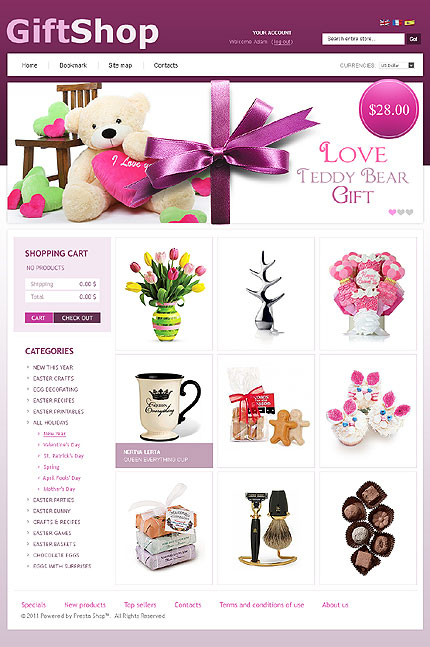 GiftShop
YOUR ACCOUNT
Welcome Adam ( log out )
Search entire store...
Go!
Home
Bookmark
Site map
Contacts
CURRENCIES:
US Dollar
I Love you
$28.00
LOVE
TEDDY BEAR
GIFT
SHOPPING CART
NO PRODUCTS
Shipping 0.00 $
Total 0.00 $
CART
CHECK OUT
CATEGORIES
NEW THIS YEAR
EASTER CRAFTS
EGG DECORATING
EASTER RECIPES
EASTER PRINTABLES
ALL HOLIDAYS
New Year
Valentine's Day
St. Patrick's Day
Spring
April Fools' Day
Mother's Day
EASTER PARTIES
EASTER BUNNY
CRAFTS & RECIPES
EASTER GAMES
EASTER BASKETS
CHOCOLATE EGGS
EGGS WITH SURPRISES
Queen of
Everything
QUEEN EVERYTHING CUP
Specials
New products
Top sellers
Contacts
Terms and conditions of use
About us
© 2011 Powered by Presta Shop™. All Rights Reserved